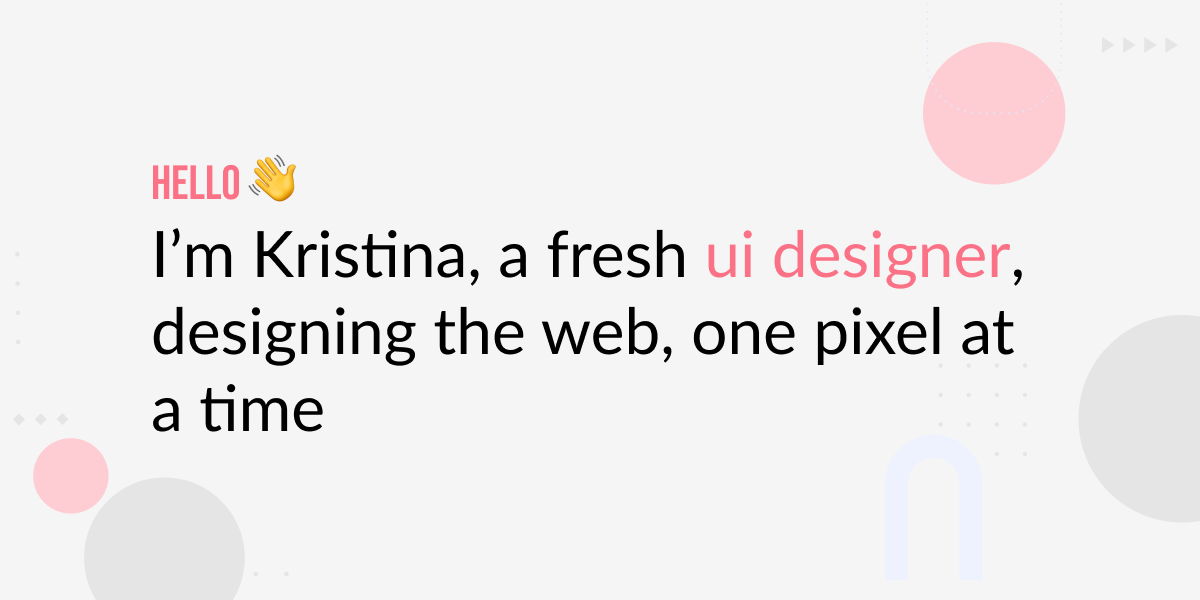 HELLO 👋
I’m Kristina, a fresh ui designer,
designing the web, one pixel at
a time